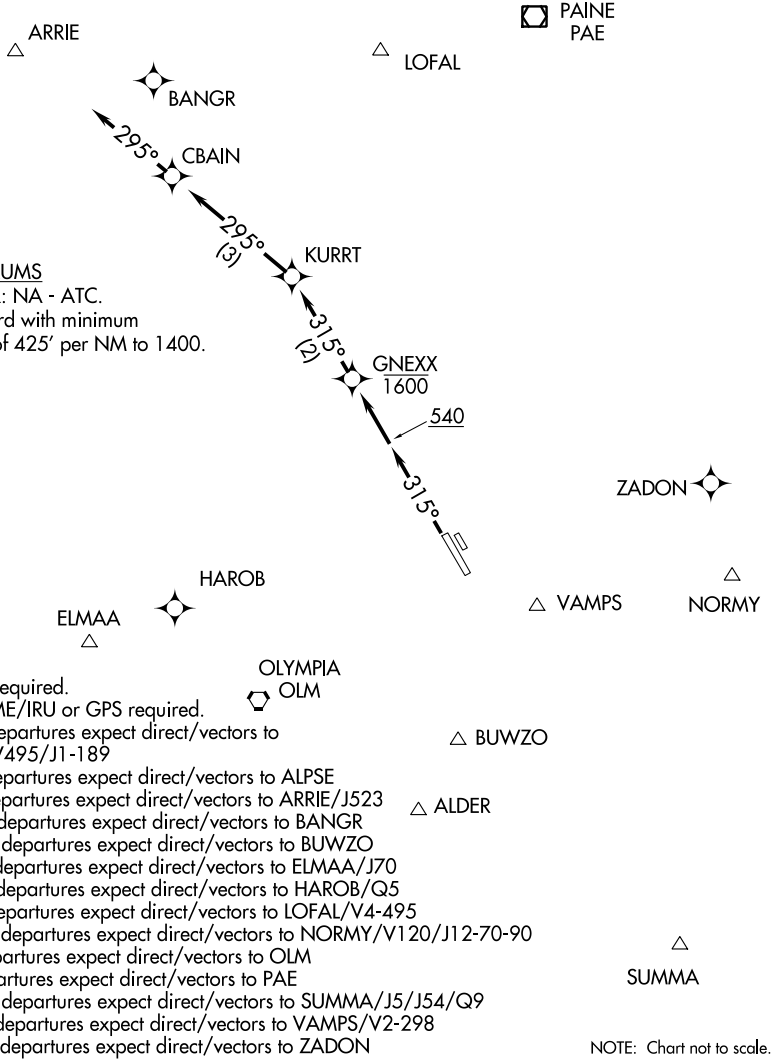 PAINE
PAE
ARRIE
LOFAL
BANGR
295°
CBAIN
295°
(3)
KURRT
NA - ATC.
with minimum
of 425' per NM to 1400.
315°
(2)
GNEXX
1600
540
315°
ZADON
HAROB
VAMPS
NORMY
ELMAA
OLYMPIA
OLM
required.
ME/IRU or GPS required.
departures expect direct/vectors to
V495/J1-189
departures expect direct/vectors to ALPSE
departures expect direct/vectors to ARRIE/J523
departures expect direct/vectors to BANGR
departures expect direct/vectors to BUWZO
departures expect direct/vectors to ELMAA/J70
departures expect direct/vectors to HAROB/Q5
departures expect direct/vectors to LOFAL/V4-495
departures expect direct/vectors to NORMY/V120/J12-70-90
partures expect direct/vectors to OLM
artures expect direct/vectors to PAE
departures expect direct/vectors to SUMMA/J5/J54/Q9
departures expect direct/vectors to VAMPS/V2-298
departures expect direct/vectors to ZADON
BUWZO
ALDER
SUMMA
NOTE: Chart not to scale.